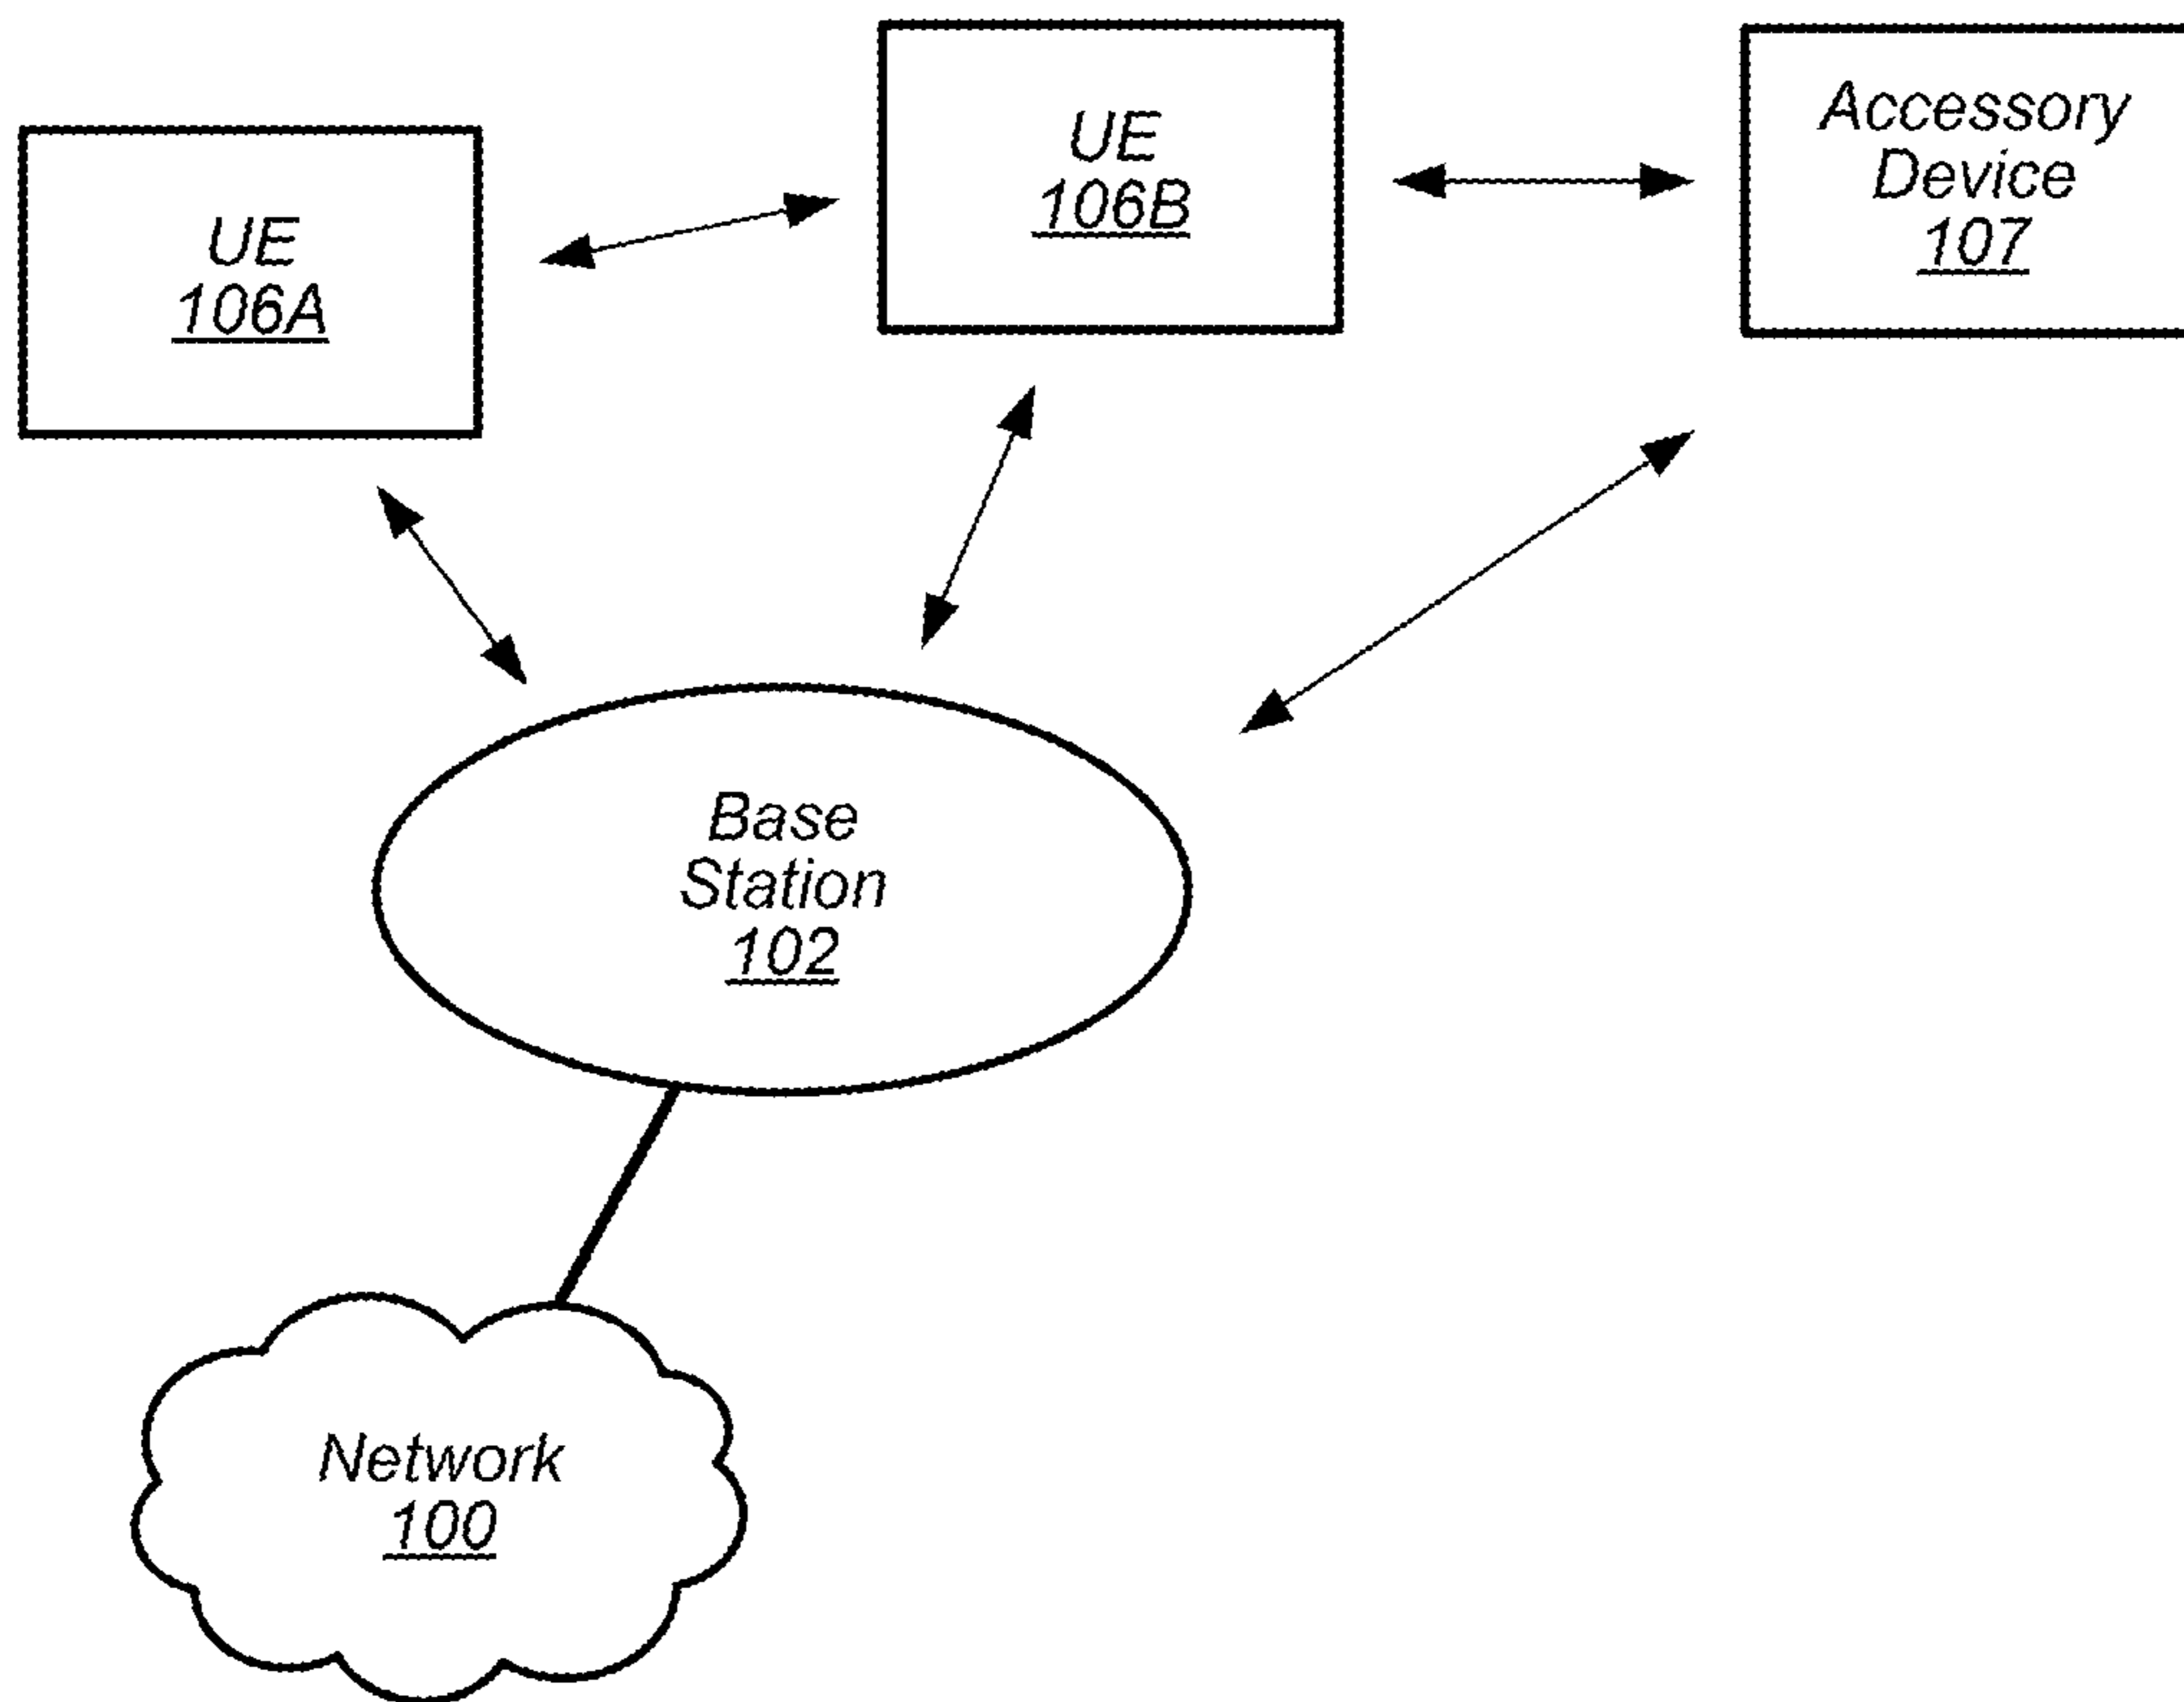 UE
106A
UE
106B
Accessory
Device
107
Base
Station
102
Network
100